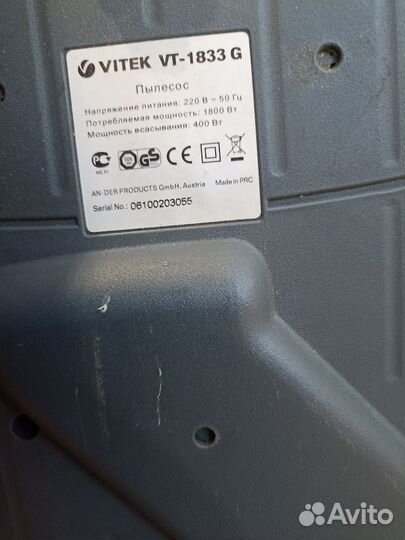 VITEK VT-1833 G
Пылесос
Напряжение питания: 220 В ~ 50 Гц
Потребляемая мощность: 1800 Вт
Мощность всасывания: 400 Вт
GS CE
AN-DER PRODUCTS GmbH, Austria Made in PRC
Serial No.: 06100203055
Avito